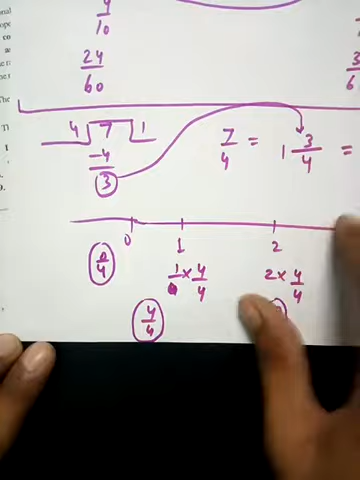 4/10
24/60
4 7 1
7/4 = 1 3/4 =
-4
3
0 1 2
0/4 1/1 × 4/4 2 × 4/4
4/4